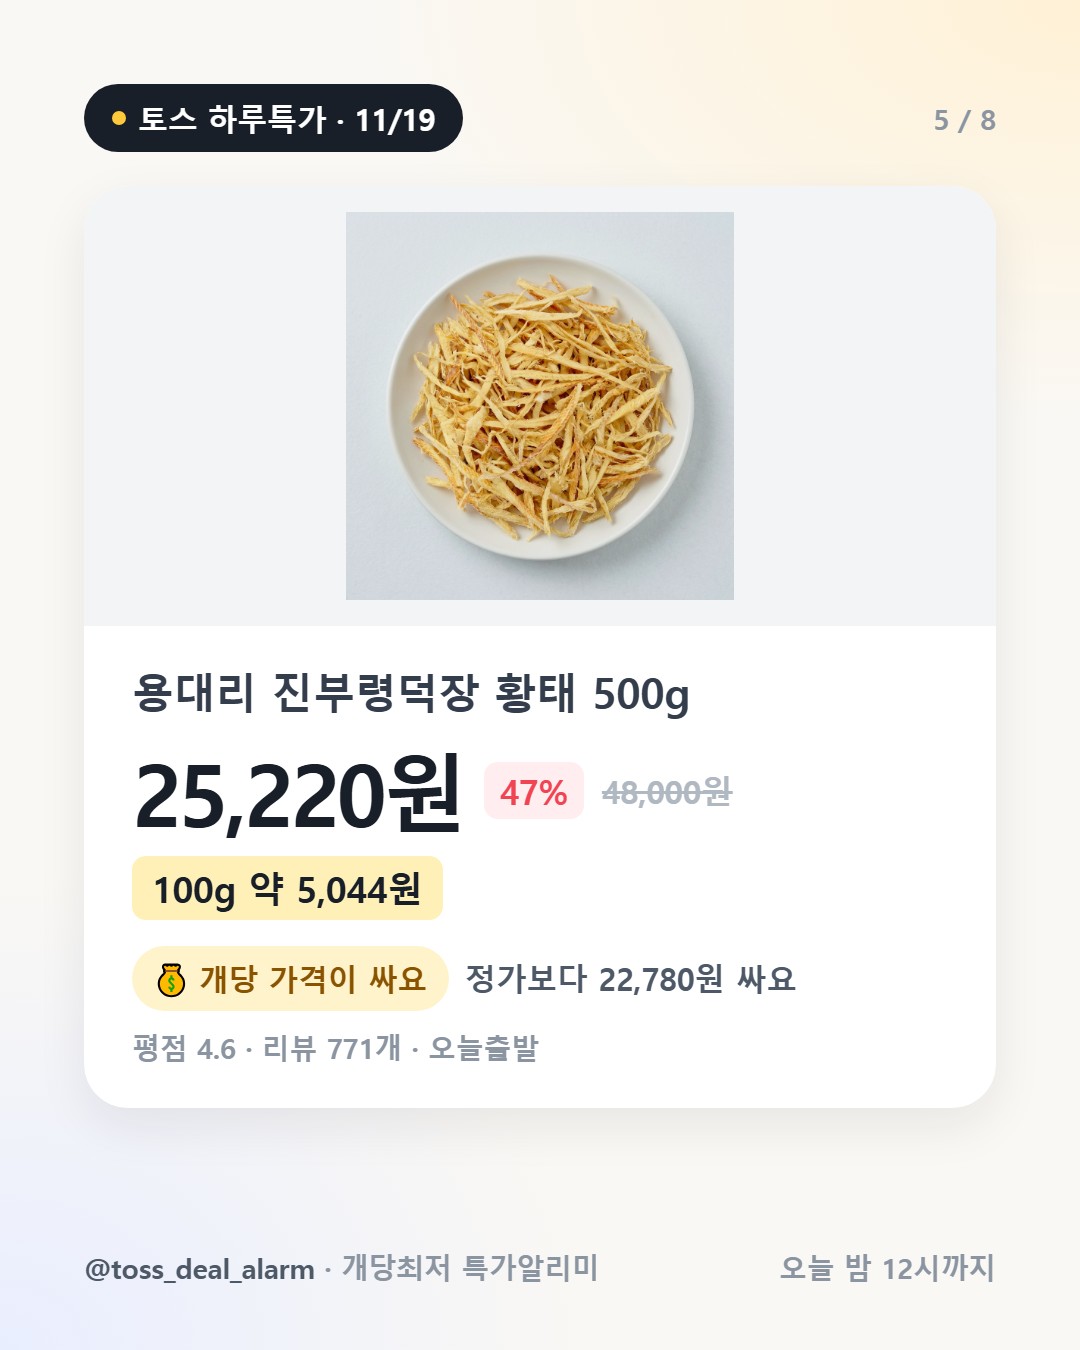 토스 하루특가 · 11/19
5 / 8
용대리 진부령덕장 황태 500g
25,220원 47% 48,000원
100g 약 5,044원
개당 가격이 싸요 정가보다 22,780원 싸요
평점 4.6 · 리뷰 771개 · 오늘출발
@toss_deal_alarm · 개당최저 특가알리미
오늘 밤 12시까지